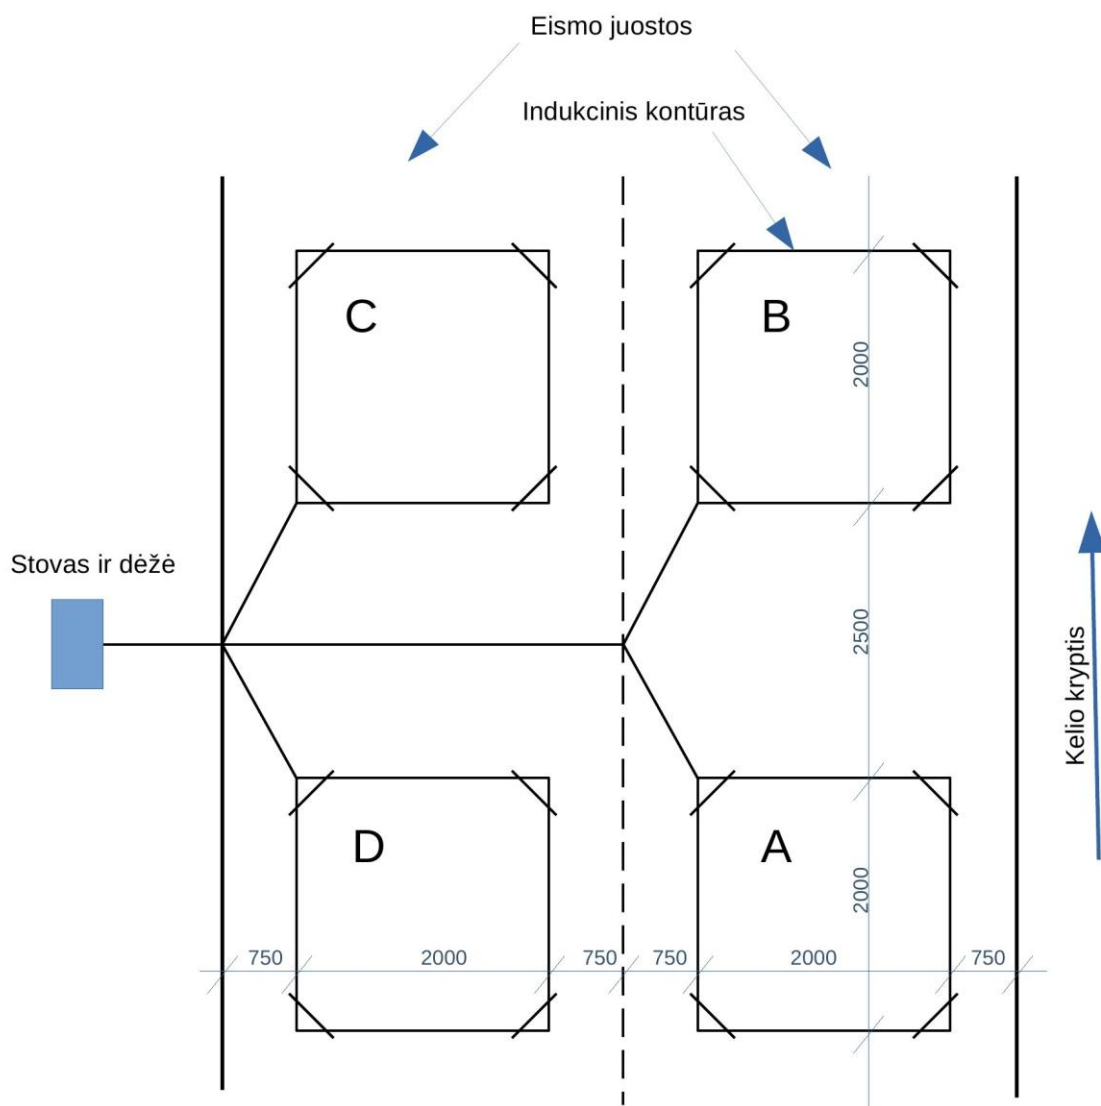 Eismo juostos
Indukcinis kontūras
C
B
2000
Stovas ir dėžė
2500
Kelio kryptis
D
A
2000
750
2000
750
750
2000
750